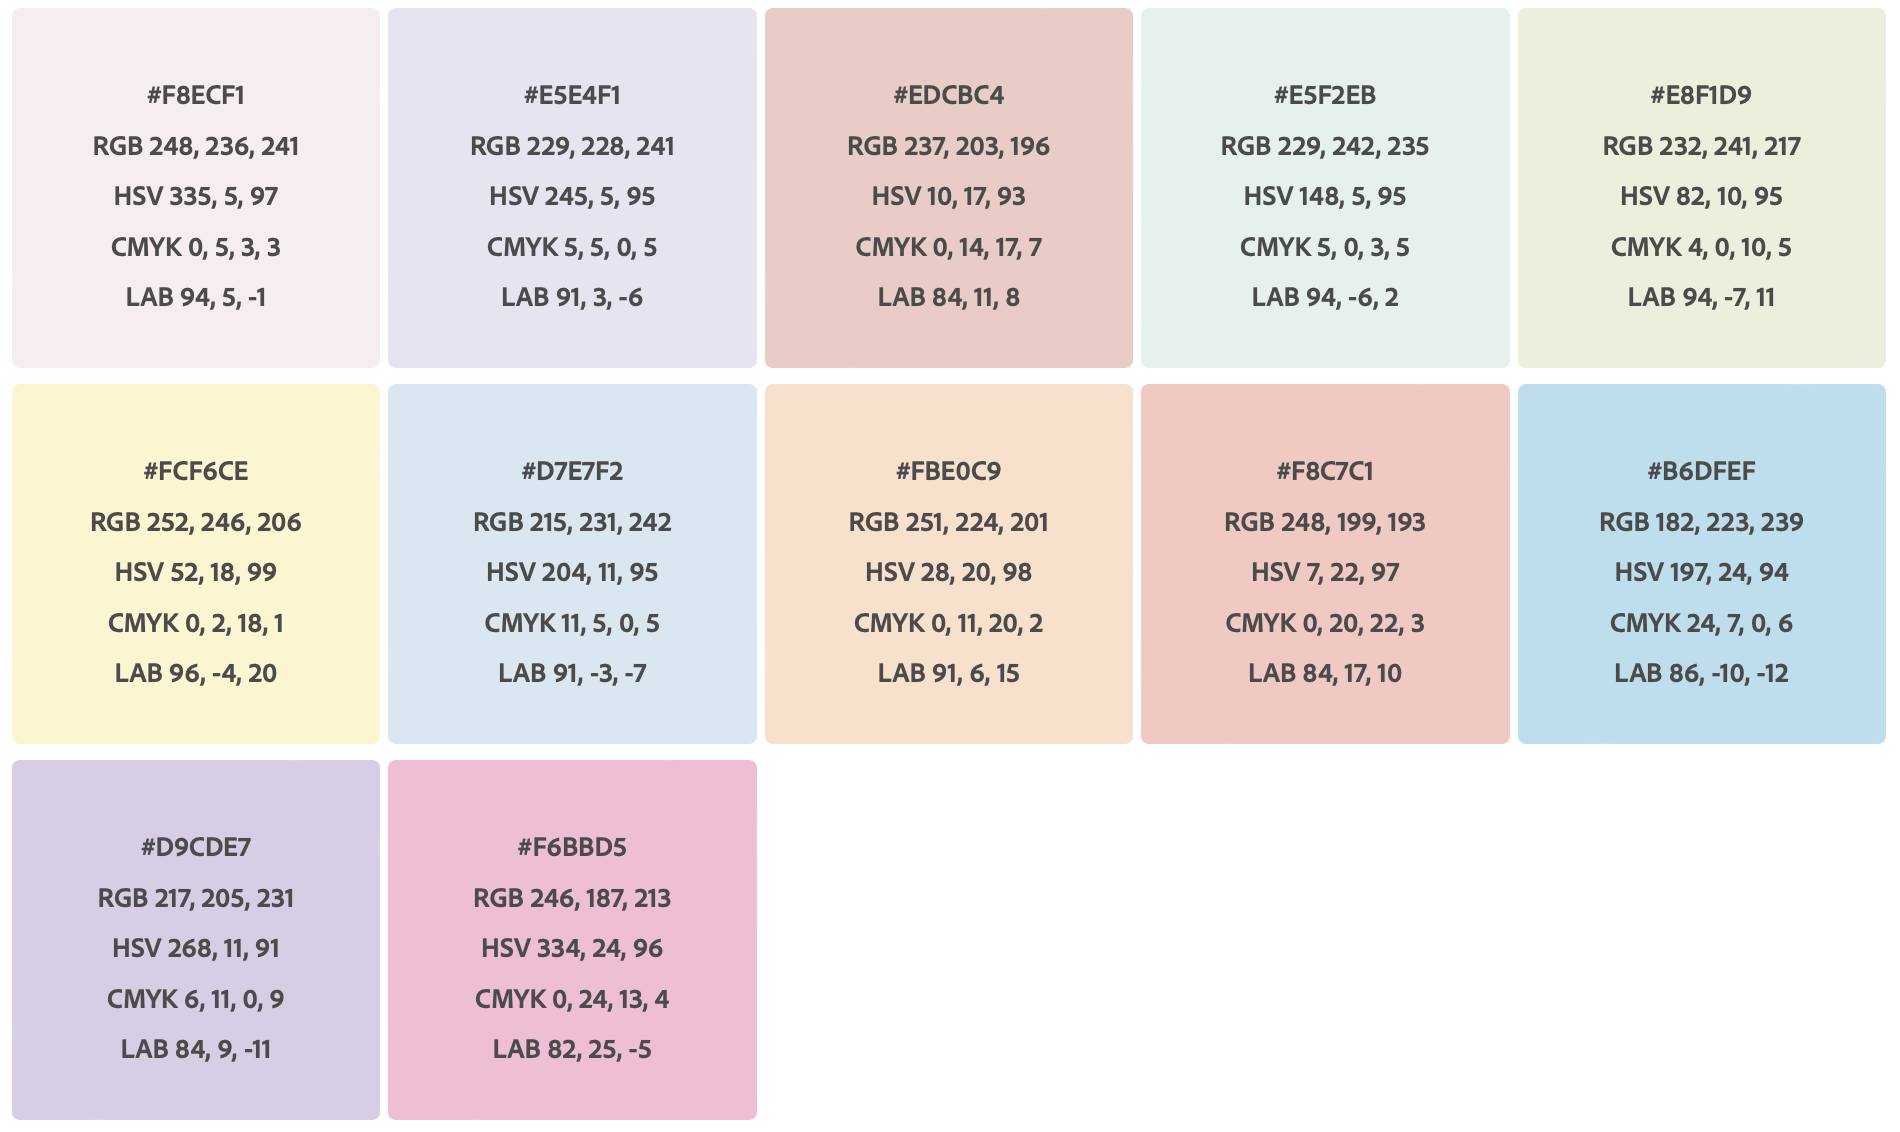 #F8ECF1
RGB 248, 236, 241
HSV 335, 5, 97
CMYK 0, 5, 3, 3
LAB 94, 5, -1
#E5E4F1
RGB 229, 228, 241
HSV 245, 5, 95
CMYK 5, 5, 0, 5
LAB 91, 3, -6
#EDCBC4
RGB 237, 203, 196
HSV 10, 17, 93
CMYK 0, 14, 17, 7
LAB 84, 11, 8
#E5F2EB
RGB 229, 242, 235
HSV 148, 5, 95
CMYK 5, 0, 3, 5
LAB 94, -6, 2
#E8F1D9
RGB 232, 241, 217
HSV 82, 10, 95
CMYK 4, 0, 10, 5
LAB 94, -7, 11
#FCF6CE
RGB 252, 246, 206
HSV 52, 18, 99
CMYK 0, 2, 18, 1
LAB 96, -4, 20
#D7E7F2
RGB 215, 231, 242
HSV 204, 11, 95
CMYK 11, 5, 0, 5
LAB 91, -3, -7
#FBE0C9
RGB 251, 224, 201
HSV 28, 20, 98
CMYK 0, 11, 20, 2
LAB 91, 6, 15
#F8C7C1
RGB 248, 199, 193
HSV 7, 22, 97
CMYK 0, 20, 22, 3
LAB 84, 17, 10
#B6DFEF
RGB 182, 223, 239
HSV 197, 24, 94
CMYK 24, 7, 0, 6
LAB 86, -10, -12
#D9CDE7
RGB 217, 205, 231
HSV 268, 11, 91
CMYK 6, 11, 0, 9
LAB 84, 9, -11
#F6BBD5
RGB 246, 187, 213
HSV 334, 24, 96
CMYK 0, 24, 13, 4
LAB 82, 25, -5